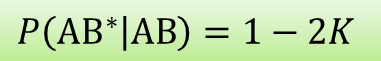 P(AB*|AB) = 1 − 2K